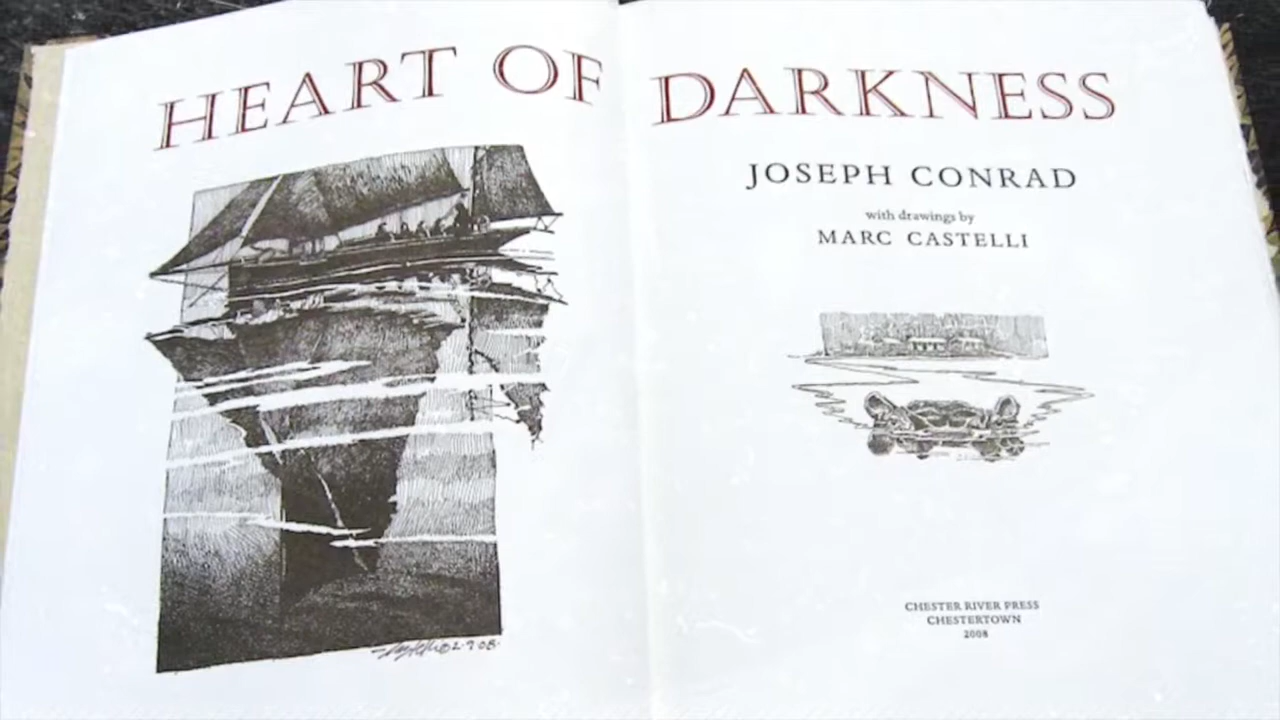 HEART OF DARKNESS
JOSEPH CONRAD
with drawings by
MARC CASTELLI
CHESTER RIVER PRESS
CHESTERTOWN
2008